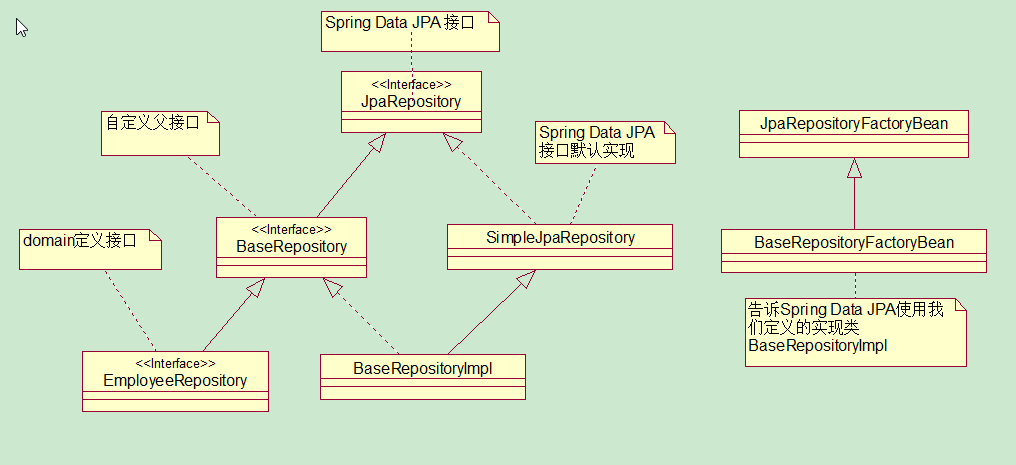 Spring Data JPA 接口
<<Interface>>
JpaRepository
自定义父接口
Spring Data JPA
接口默认实现
JpaRepositoryFactoryBean
domain定义接口
<<Interface>>
BaseRepository
SimpleJpaRepository
BaseRepositoryFactoryBean
告诉Spring Data JPA使用我
们定义的实现类
BaseRepositoryImpl
<<Interface>>
EmployeeRepository
BaseRepositoryImpl